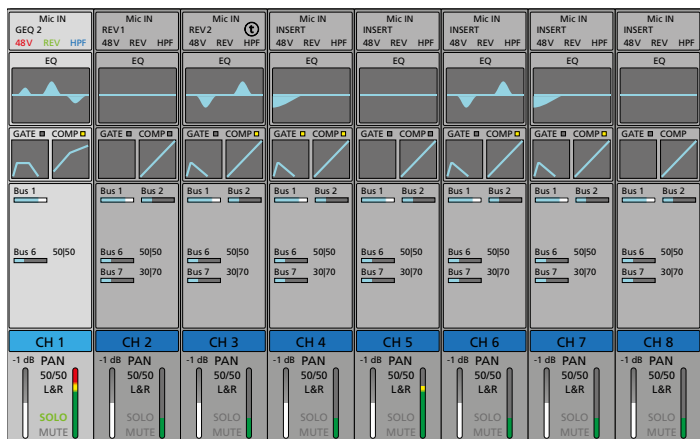 Mic IN Mic IN Mic IN Mic IN Mic IN Mic IN Mic IN Mic IN
GEQ 2 REV1 REV2 t INSERT INSERT INSERT INSERT INSERT
48V REV HPF 48V REV HPF 48V REV HPF 48V REV HPF 48V REV HPF 48V REV HPF 48V REV HPF 48V REV HPF
EQ EQ EQ EQ EQ EQ EQ EQ
GATE COMP GATE COMP GATE COMP GATE COMP GATE COMP GATE COMP GATE COMP GATE COMP
Bus 1 Bus 1 Bus 2 Bus 1 Bus 2 Bus 1 Bus 2 Bus 1 Bus 2 Bus 1 Bus 2 Bus 1 Bus 2 Bus 1 Bus 2
Bus 6 50|50 Bus 6 50|50 Bus 6 50|50 Bus 6 50|50 Bus 6 50|50 Bus 6 50|50 Bus 6 50|50 Bus 6 50|50
Bus 7 30|70 Bus 7 30|70 Bus 7 30|70 Bus 7 30|70 Bus 7 30|70 Bus 7 30|70 Bus 7 30|70
CH 1 CH 2 CH 3 CH 4 CH 5 CH 6 CH 7 CH 8
-1 dB PAN -1 dB PAN -1 dB PAN -1 dB PAN -1 dB PAN -1 dB PAN -1 dB PAN -1 dB PAN
50/50 50/50 50/50 50/50 50/50 50/50 50/50 50/50
L&R L&R L&R L&R L&R L&R L&R L&R
SOLO SOLO SOLO SOLO SOLO SOLO SOLO SOLO
MUTE MUTE MUTE MUTE MUTE MUTE MUTE MUTE